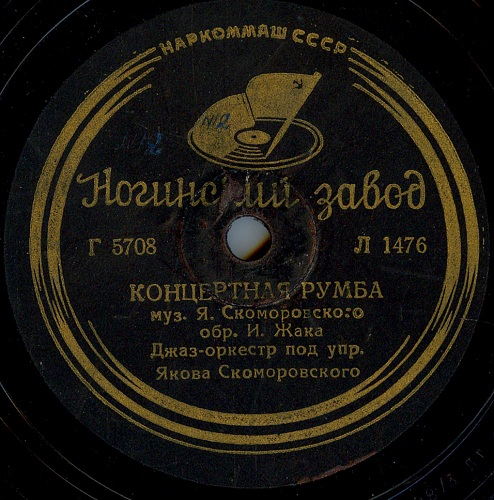 НАРКОММАШ СССР
№2
№2
Ногинский завод
Г 5708
Л 1476
КОНЦЕРТНАЯ РУМБА
муз. Я. Скоморовского
обр. И. Жака
Джаз-оркестр под упр.
Якова Скоморовского